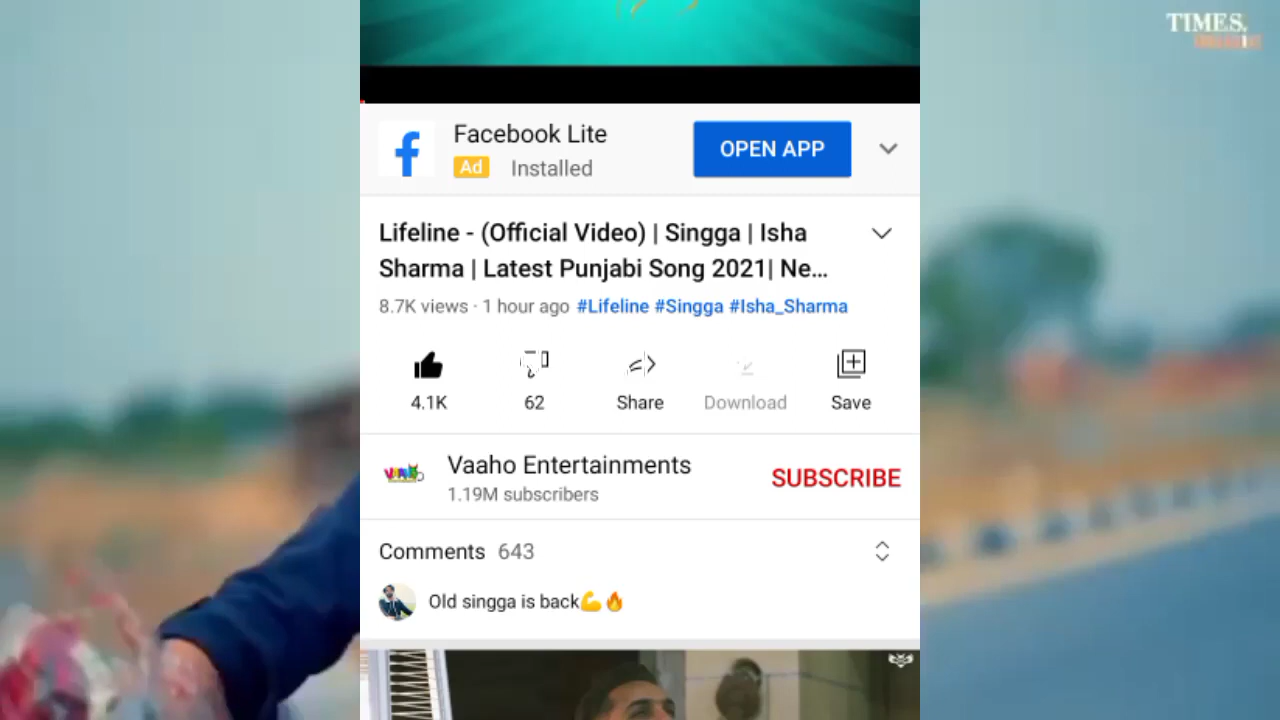 TIMES.
Facebook Lite
OPEN APP
Ad Installed
Lifeline - (Official Video) | Singga | Isha
Sharma | Latest Punjabi Song 2021| Ne...
8.7K views · 1 hour ago #Lifeline #Singga #Isha_Sharma
4.1K 62 Share Download Save
Vaaho Entertainments
1.19M subscribers
SUBSCRIBE
Comments 643
Old singga is back💪🔥